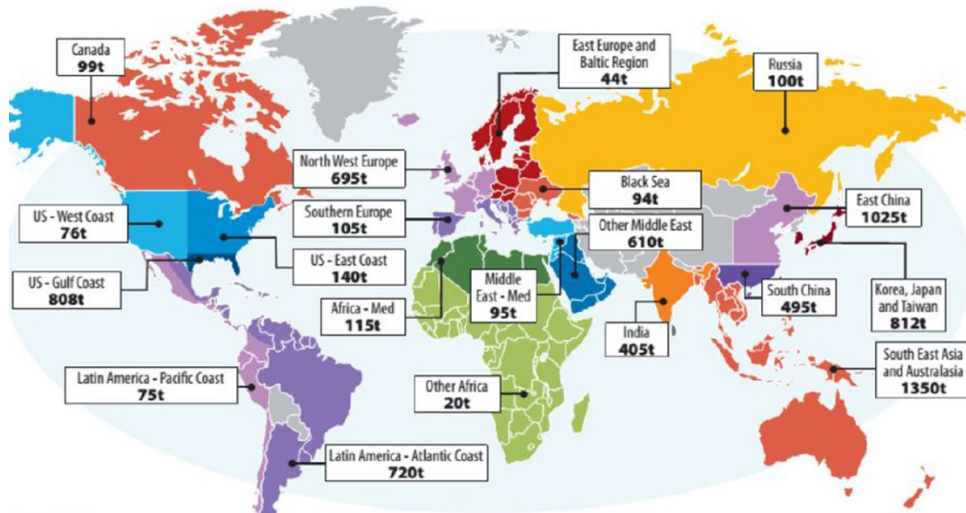 Canada
99t
East Europe and
Baltic Region
44t
Russia
100t
North West Europe
695t
Black Sea
94t
East China
1025t
US - West Coast
76t
Southern Europe
105t
Other Middle East
610t
US - East Coast
140t
US - Gulf Coast
808t
Africa - Med
115t
Middle
East - Med
95t
India
405t
South China
495t
Korea, Japan
and Taiwan
812t
Latin America - Pacific Coast
75t
Other Africa
20t
South East Asia
and Australasia
1350t
Latin America - Atlantic Coast
720t